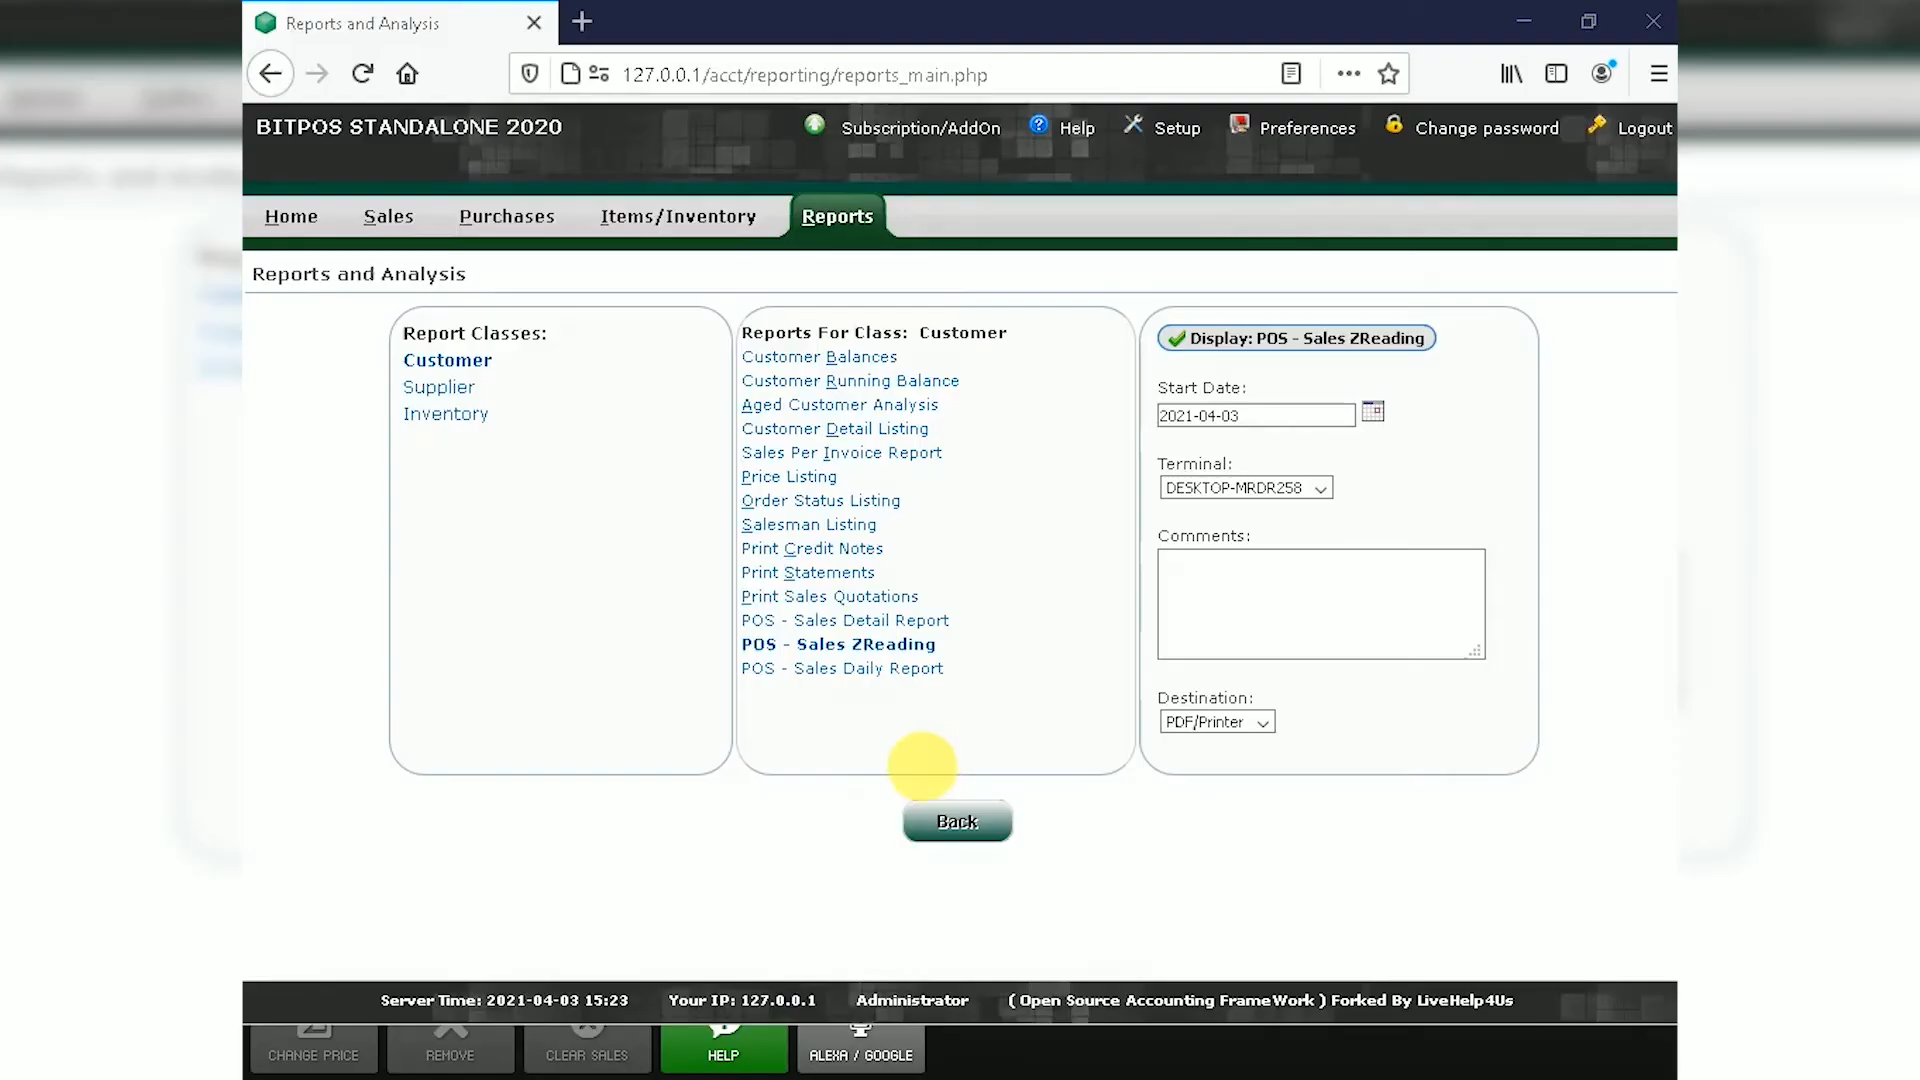 Reports and Analysis
127.0.0.1/acct/reporting/reports_main.php
BITPOS STANDALONE 2020
Subscription/AddOn
Help
Setup
Preferences
Change password
Logout
Home
Sales
Purchases
Items/Inventory
Reports
Reports and Analysis
Report Classes:
Customer
Supplier
Inventory
Reports For Class: Customer
Customer Balances
Customer Running Balance
Aged Customer Analysis
Customer Detail Listing
Sales Per Invoice Report
Price Listing
Order Status Listing
Salesman Listing
Print Credit Notes
Print Statements
Print Sales Quotations
POS - Sales Detail Report
POS - Sales ZReading
POS - Sales Daily Report
Display: POS - Sales ZReading
Start Date:
2021-04-03
Terminal:
DESKTOP-MRDR258
Comments:
Destination:
PDF/Printer
Back
Server Time: 2021-04-03 15:23
Your IP: 127.0.0.1
Administrator
( Open Source Accounting FrameWork ) Forked By LiveHelp4Us
CHANGE PRICE
REMOVE
CLEAR SALES
HELP
ALEXA / GOOGLE